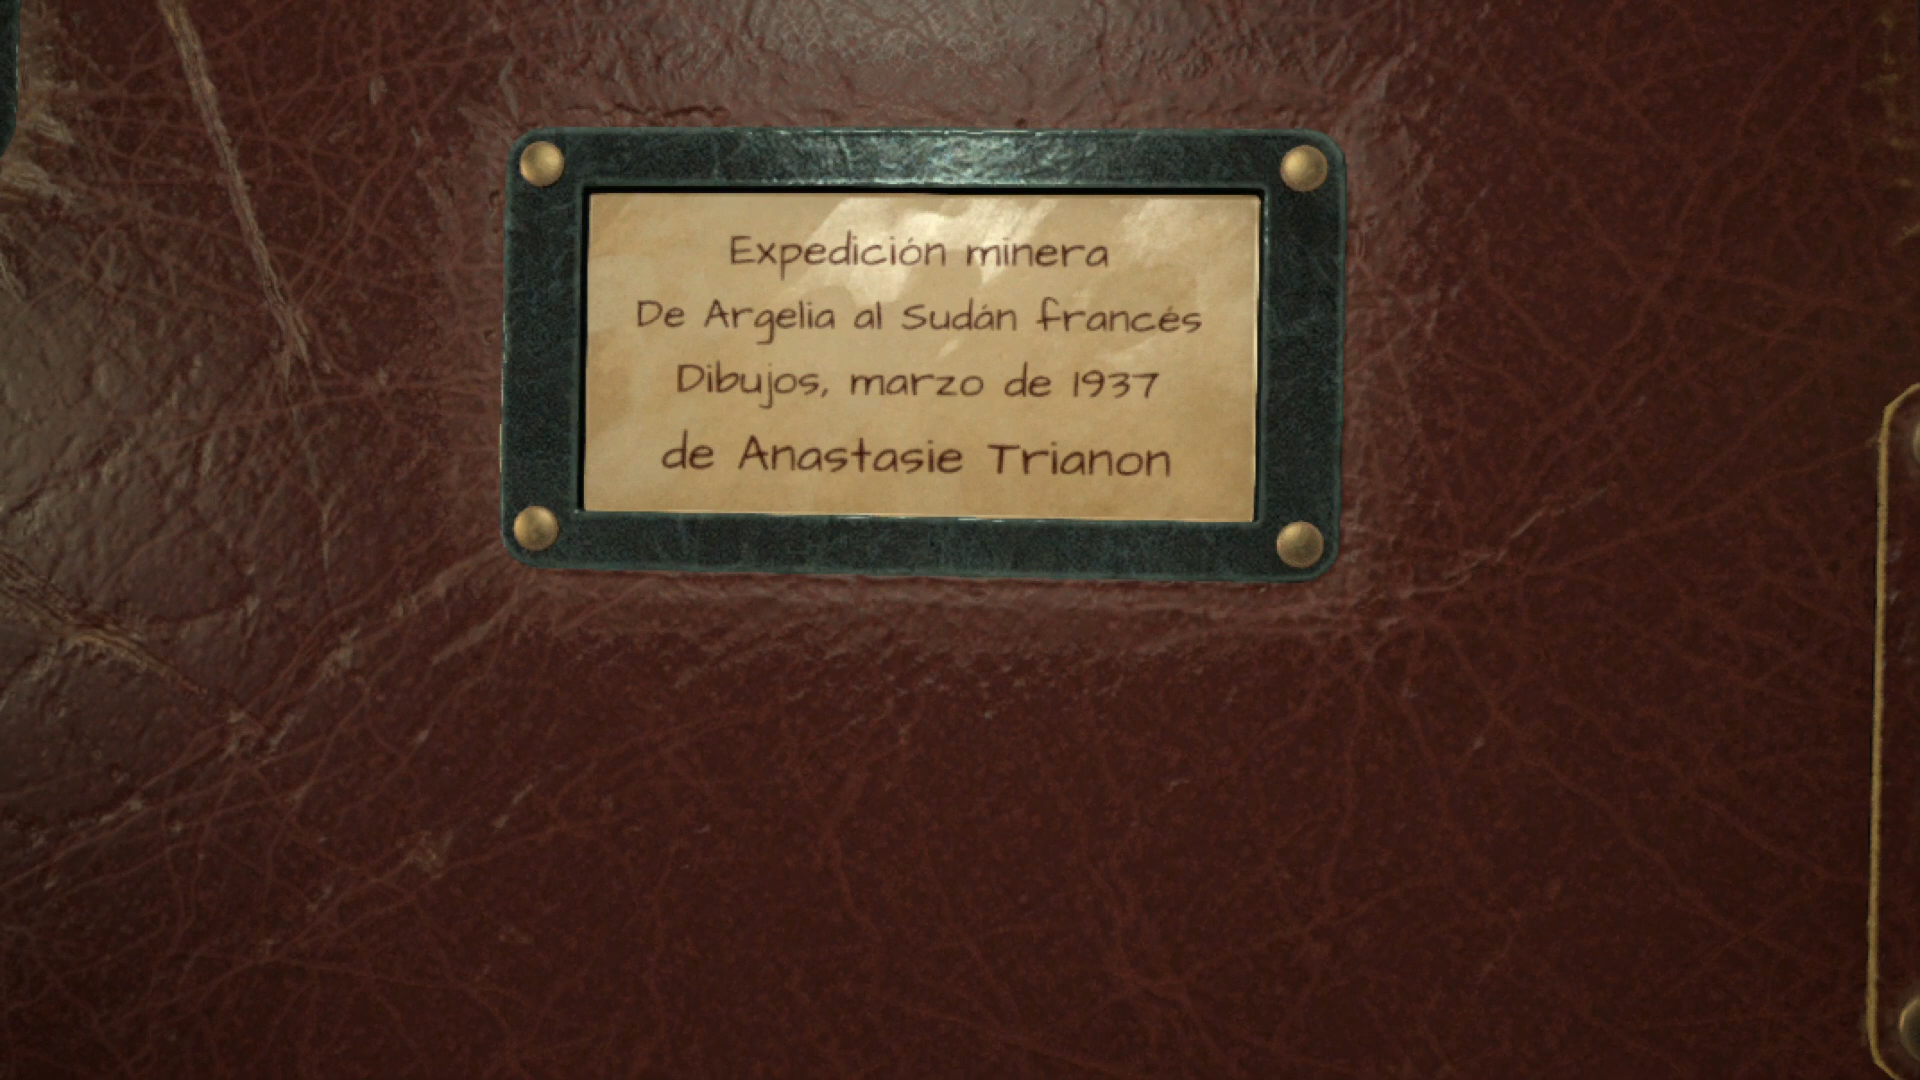 Expedición minera
De Argelia al Sudán francés
Dibujos, marzo de 1937
de Anastasie Trianon